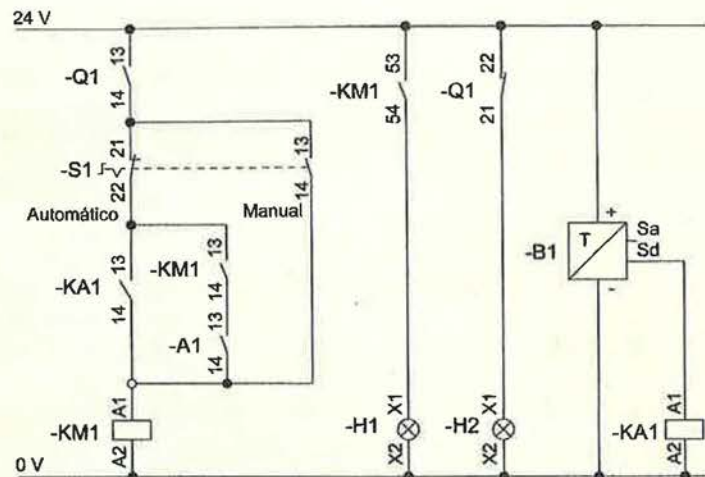 24 V
13
-Q1
14
53
-KM1
54
22
-Q1
21
21
-S1
22
13
14
Automático
Manual
13
-KM1
14
13
-KA1
14
13
-A1
14
+
T
Sa
Sd
-B1
-
A1
-KM1
A2
X1
-H1
X2
X1
-H2
X2
A1
-KA1
A2
0 V